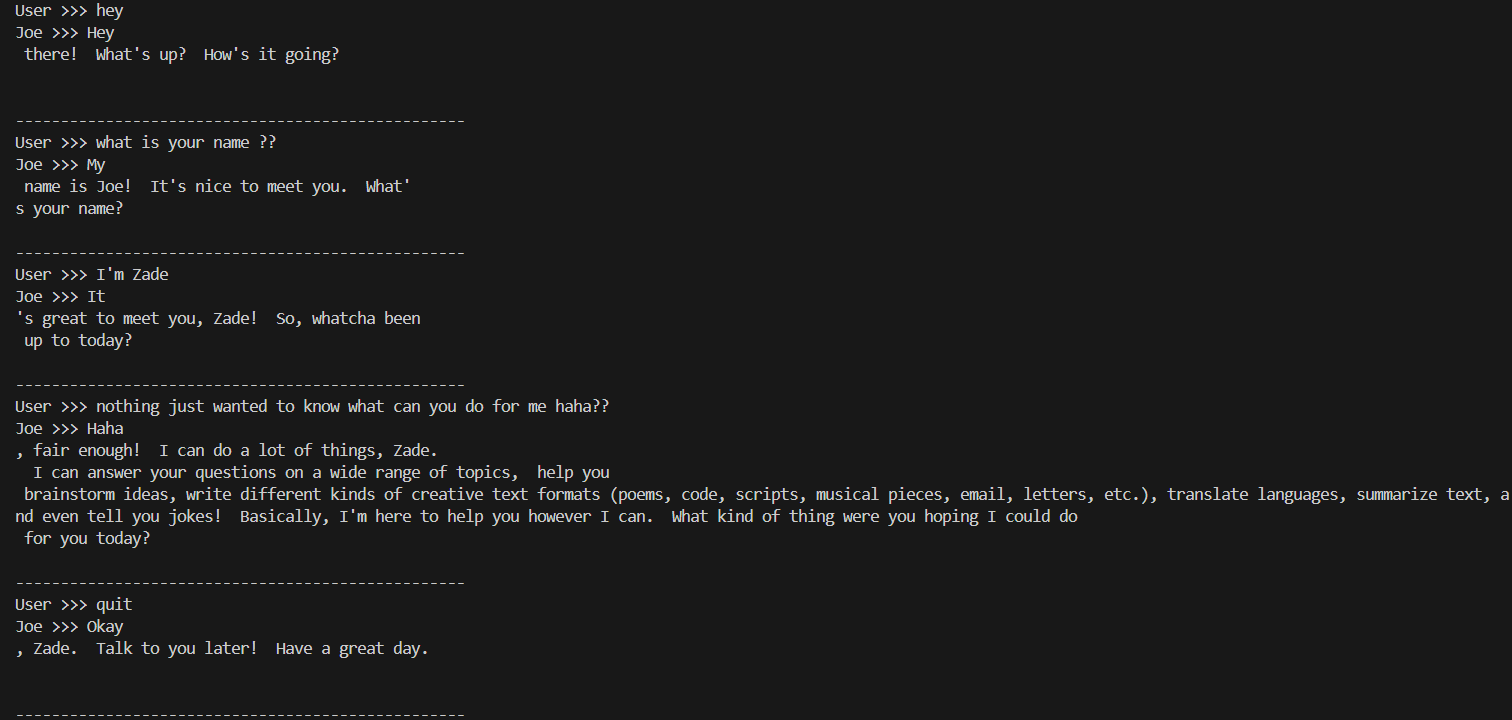 User >>> hey
Joe >>> Hey
 there!  What's up?  How's it going?
--------------------------------------------------
User >>> what is your name ??
Joe >>> My
 name is Joe!  It's nice to meet you.  What'
s your name?
--------------------------------------------------
User >>> I'm Zade
Joe >>> It
's great to meet you, Zade!  So, whatcha been
 up to today?
--------------------------------------------------
User >>> nothing just wanted to know what can you do for me haha??
Joe >>> Haha
, fair enough!  I can do a lot of things, Zade.
  I can answer your questions on a wide range of topics,  help you
 brainstorm ideas, write different kinds of creative text formats (poems, code, scripts, musical pieces, email, letters, etc.), translate languages, summarize text, a
nd even tell you jokes!  Basically, I'm here to help you however I can.  What kind of thing were you hoping I could do
 for you today?
--------------------------------------------------
User >>> quit
Joe >>> Okay
, Zade.  Talk to you later!  Have a great day.
--------------------------------------------------